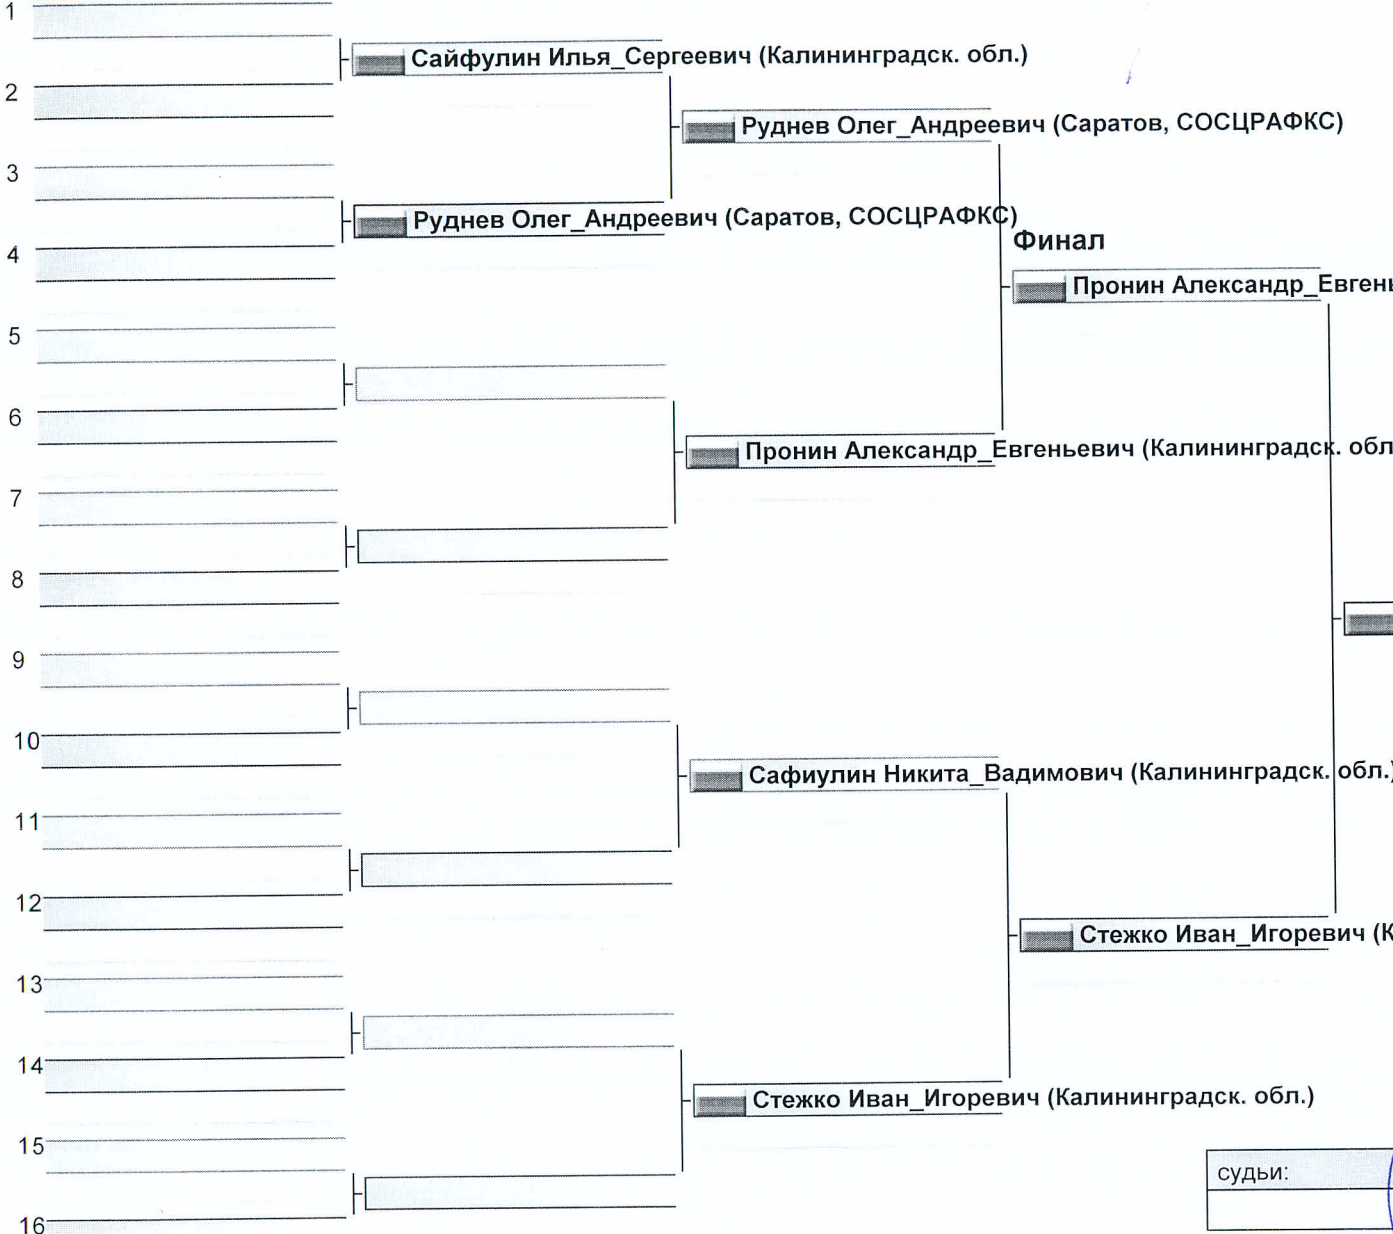 1
Сайфулин Илья_Сергеевич (Калининградск. обл.)
2
Руднев Олег_Андреевич (Саратов, СОСЦРАФКС)
3
Руднев Олег_Андреевич (Саратов, СОСЦРАФКС)
4
Финал
Пронин Александр_Евгень
5
6
Пронин Александр_Евгеньевич (Калининградск. обл
7
8
9
10
Сафиулин Никита_Вадимович (Калининградск. обл.)
11
12
Стежко Иван_Игоревич (К
13
14
Стежко Иван_Игоревич (Калининградск. обл.)
15
судьи:
16